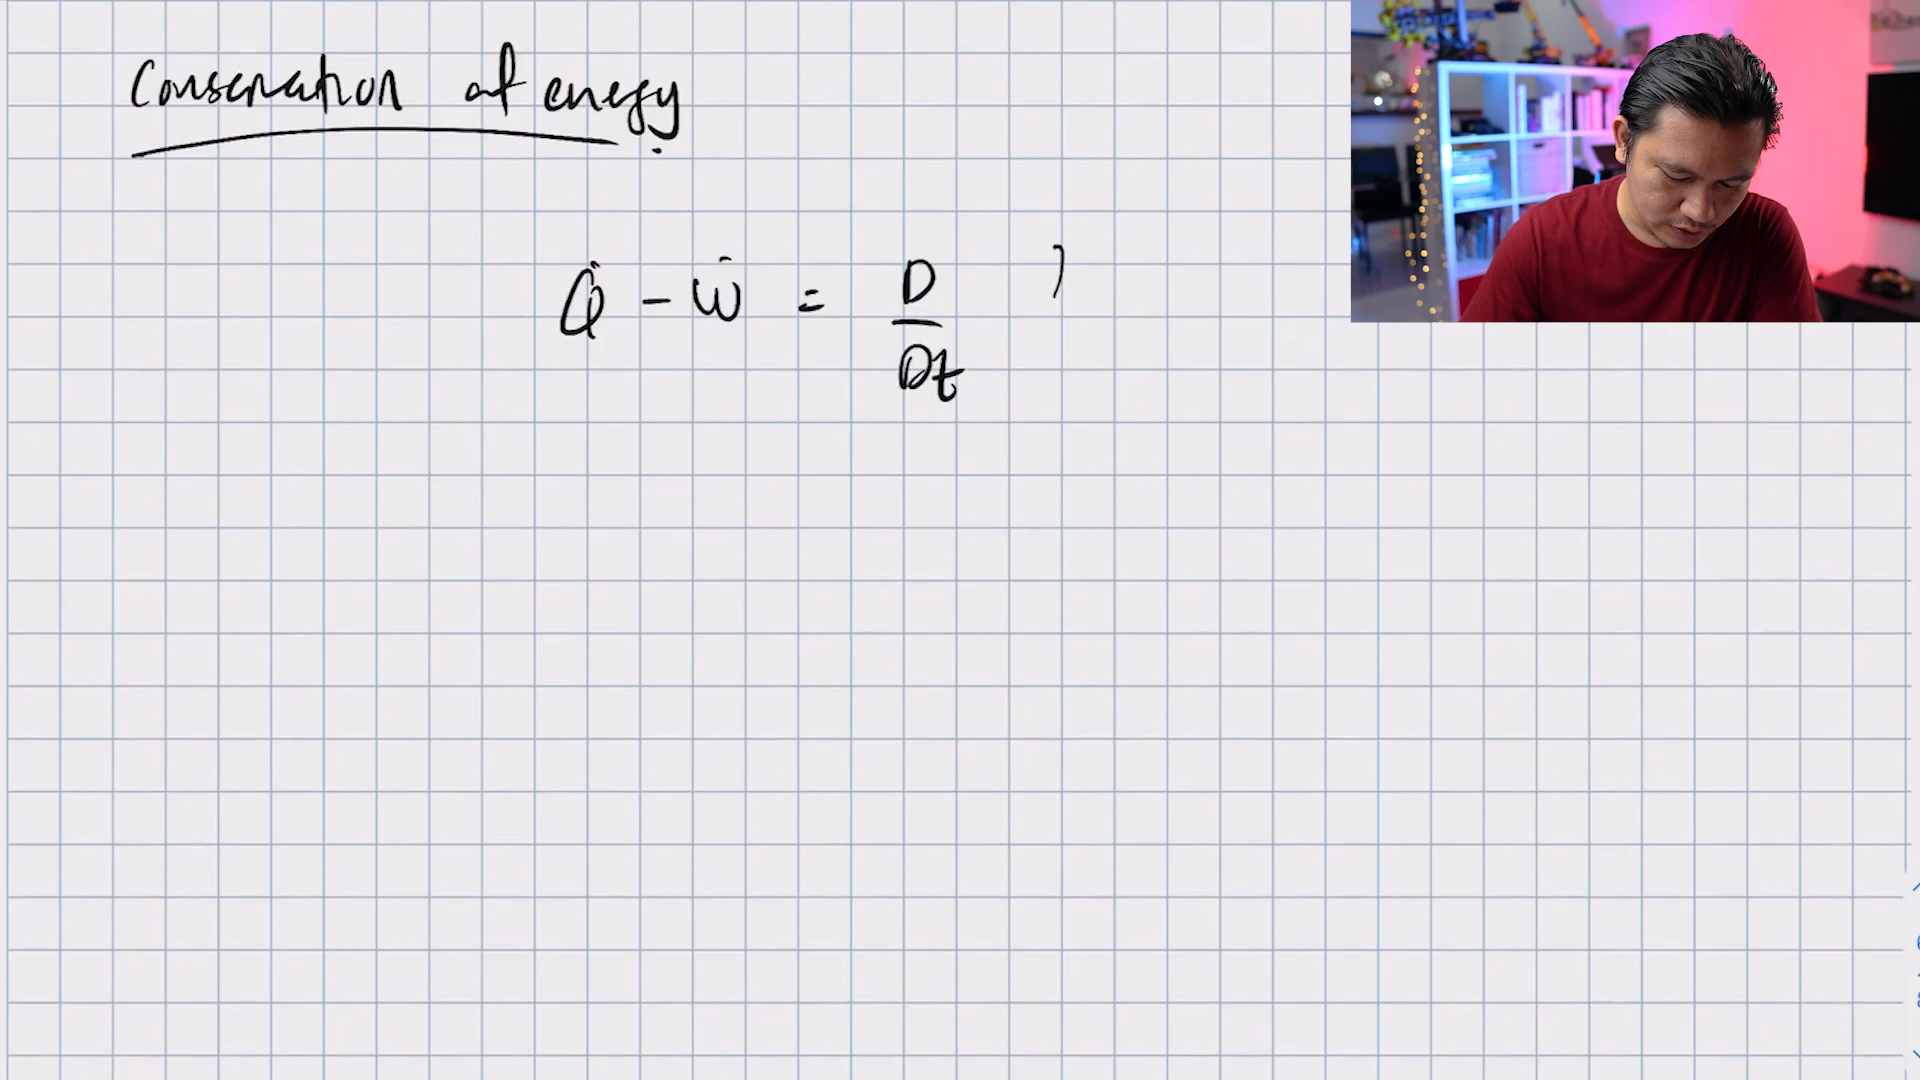 Conservation of energy
Q̇ - Ẇ = D
Dt